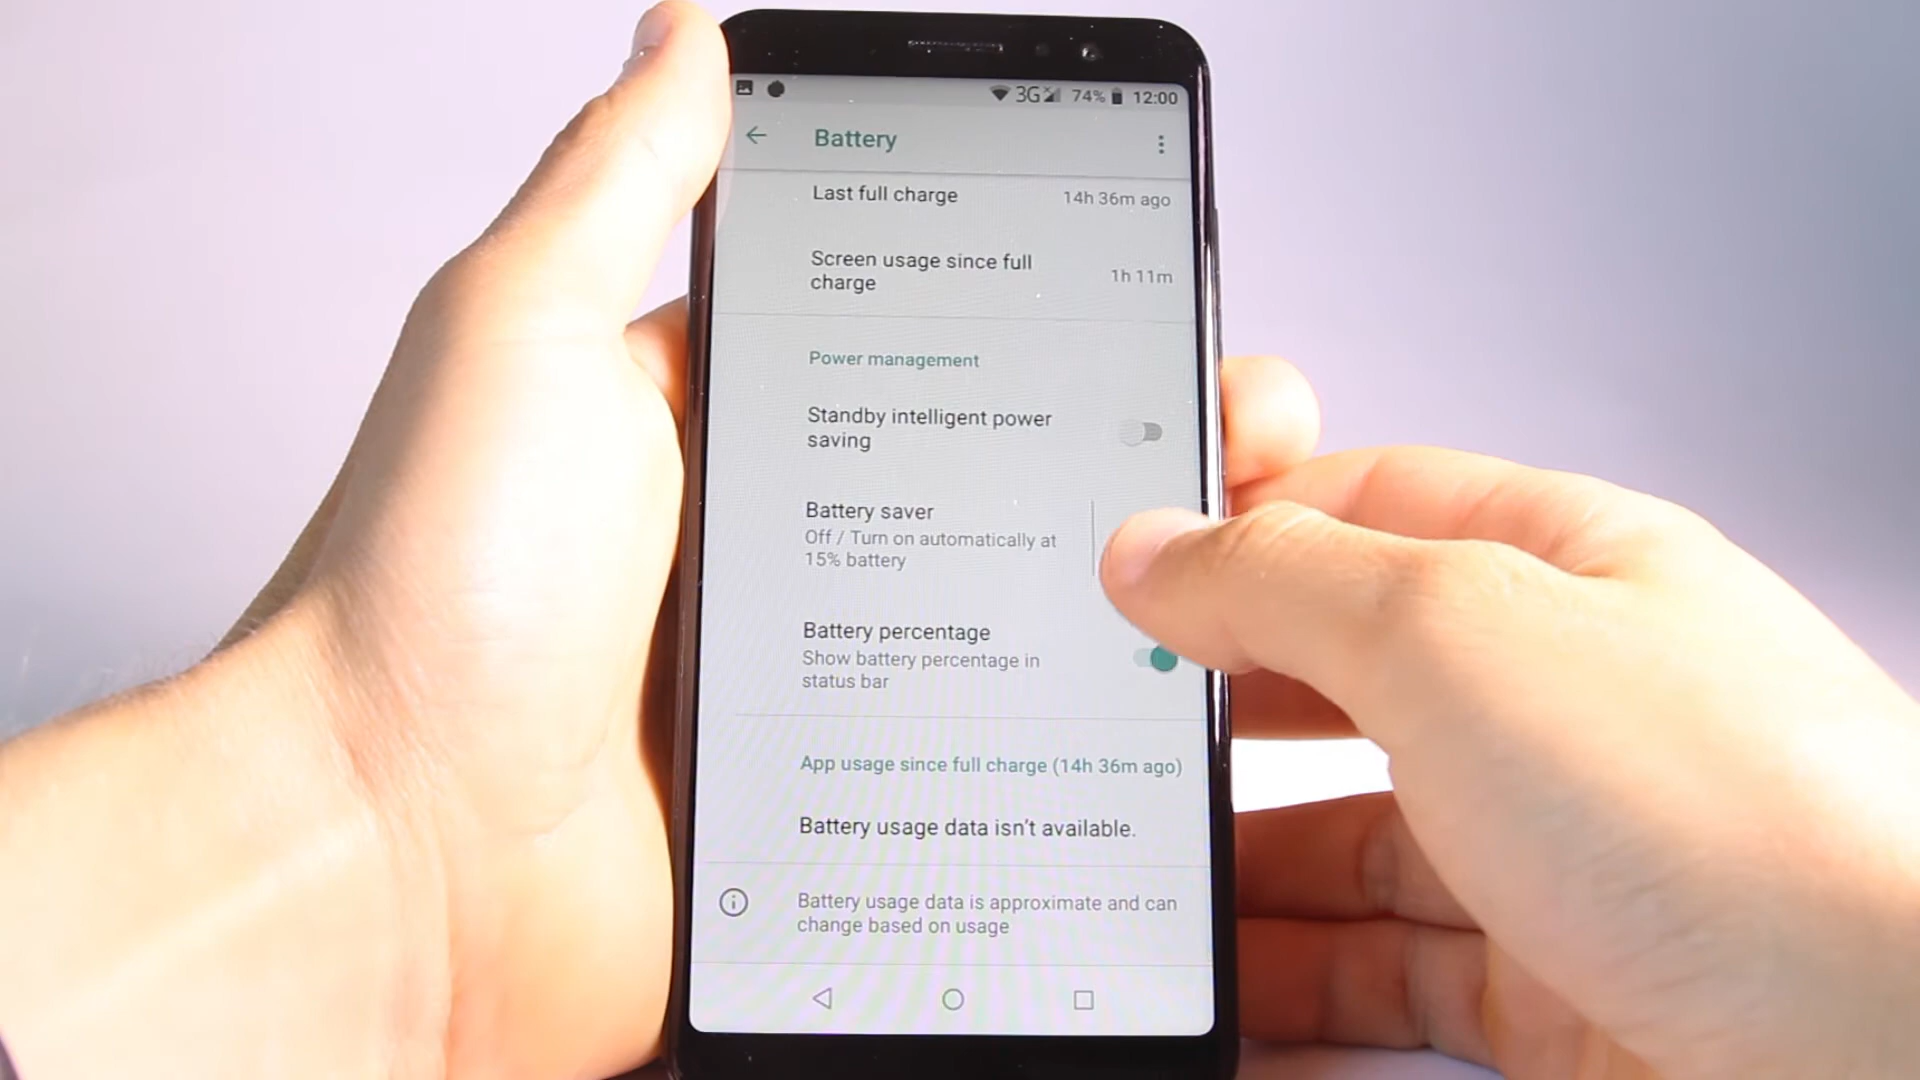 3G 74% 12:00
Battery
Last full charge 14h 36m ago
Screen usage since full
charge 1h 11m
Power management
Standby intelligent power
saving
Battery saver
Off / Turn on automatically at
15% battery
Battery percentage
Show battery percentage in
status bar
App usage since full charge (14h 36m ago)
Battery usage data isn't available.
Battery usage data is approximate and can
change based on usage